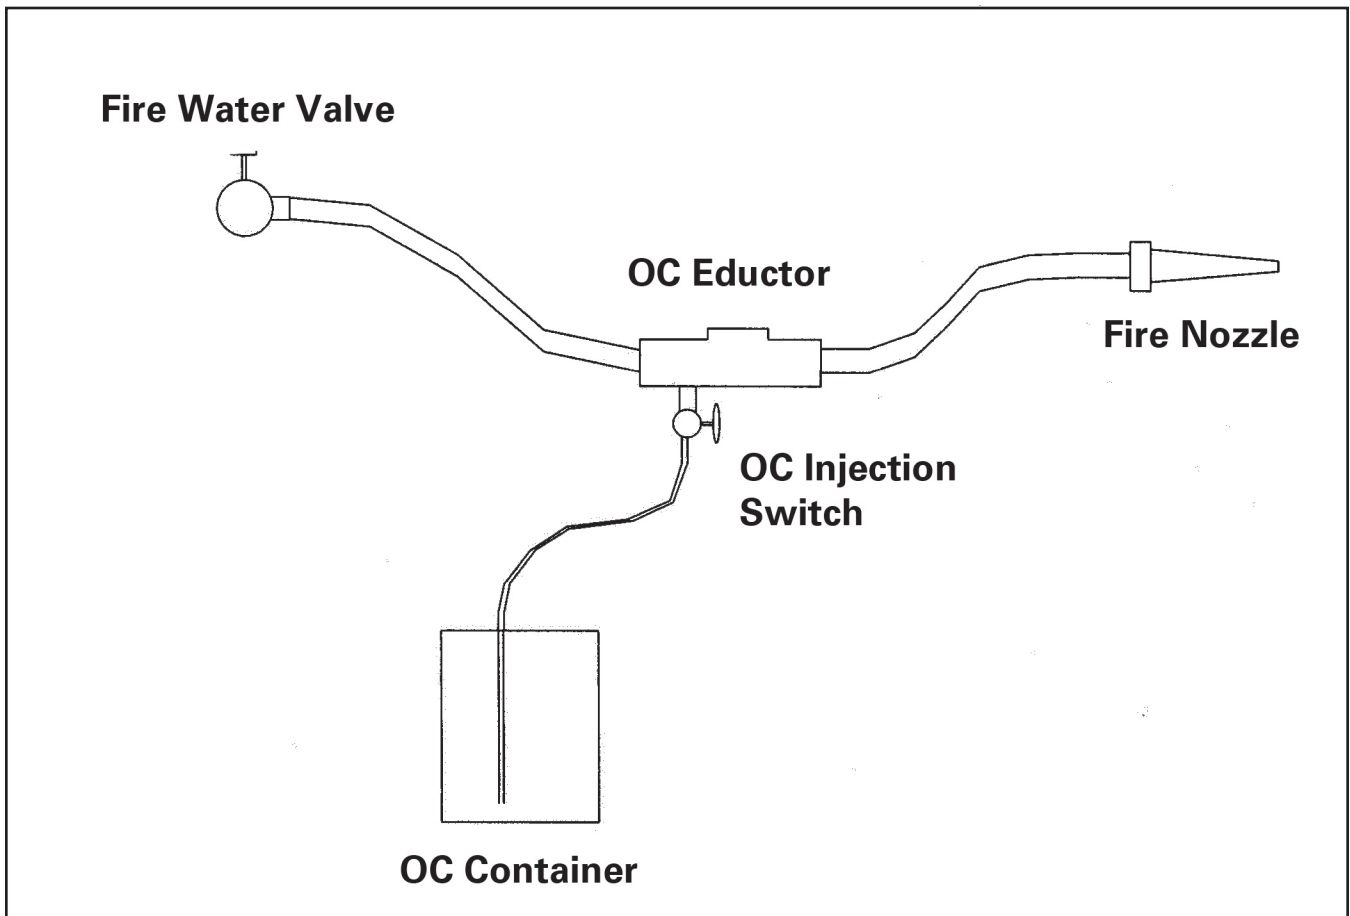 Fire Water Valve
OC Eductor
Fire Nozzle
OC Injection
Switch
OC Container